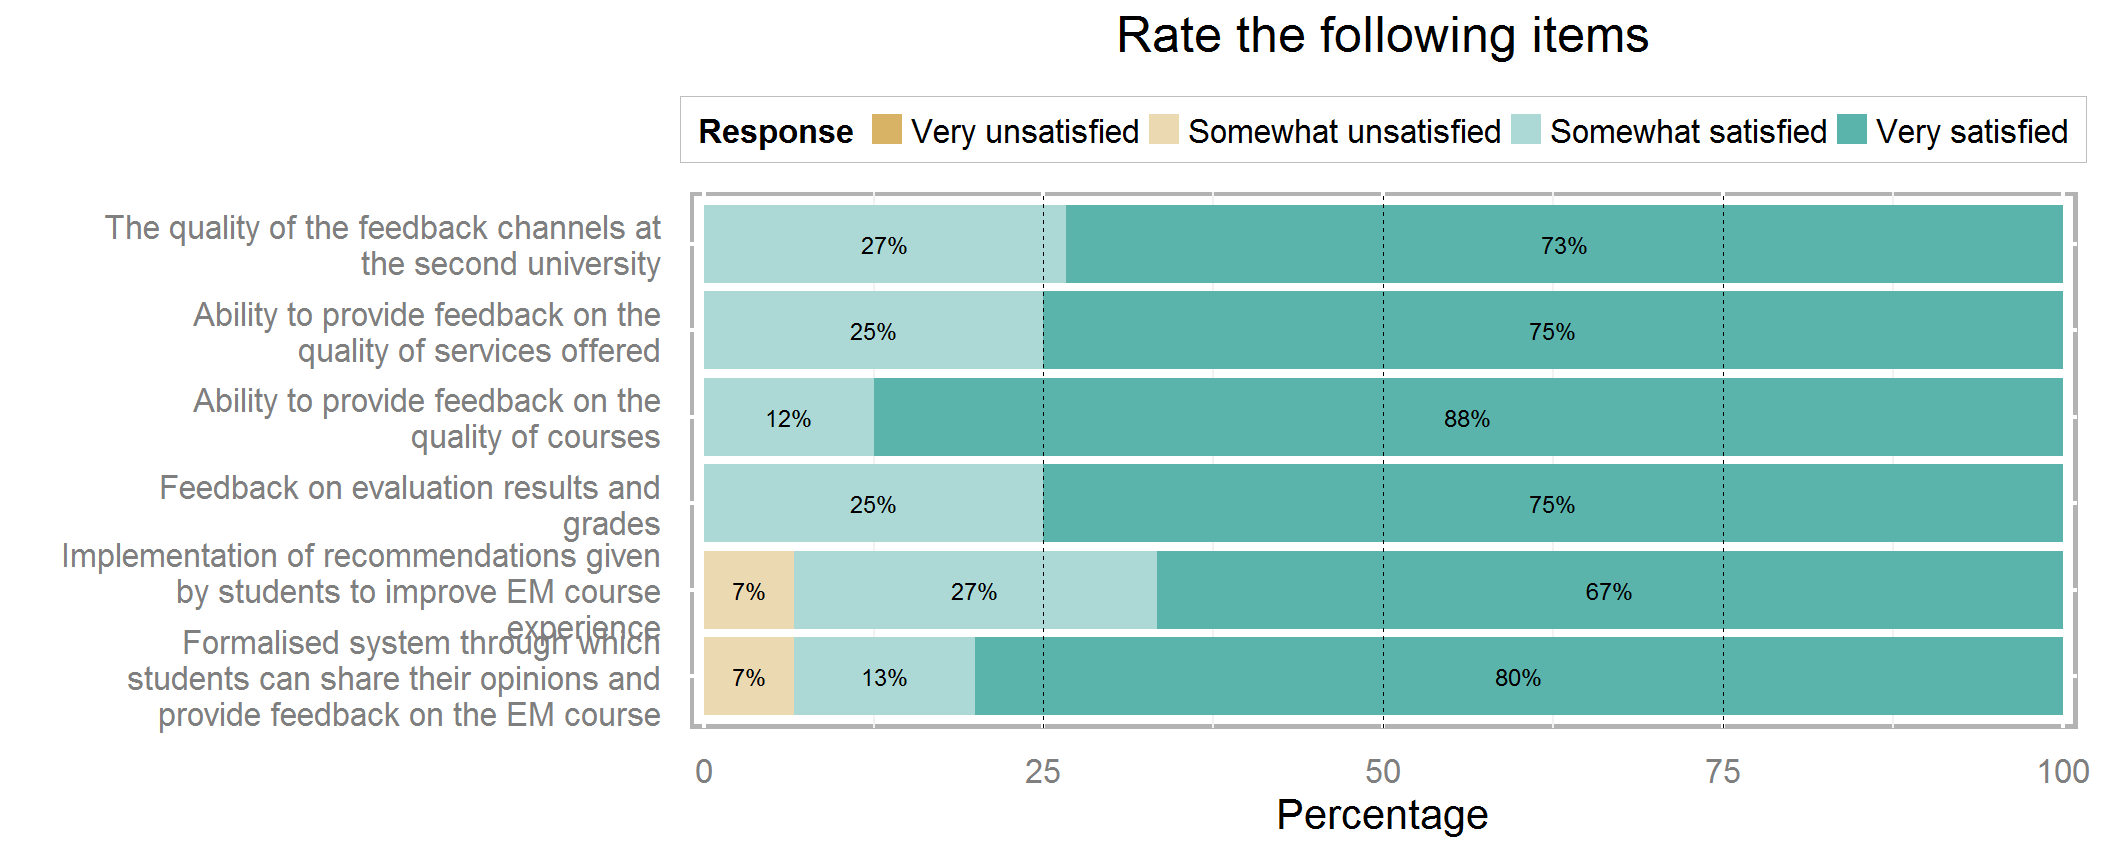 Rate the following items
Response Very unsatisfied Somewhat unsatisfied Somewhat satisfied Very satisfied
The quality of the feedback channels at
the second university
27% 73%
Ability to provide feedback on the
quality of services offered
25% 75%
Ability to provide feedback on the
quality of courses
12% 88%
Feedback on evaluation results and
grades
25% 75%
Implementation of recommendations given
by students to improve EM course
experience
7% 27% 67%
Formalised system through which
students can share their opinions and
provide feedback on the EM course
7% 13% 80%
0 25 50 75 100
Percentage